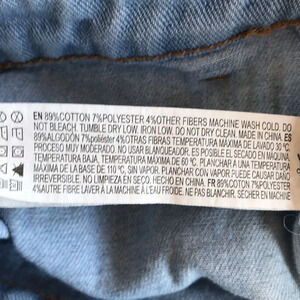 EN 89%COTTON 7%POLYESTER 4%OTHER FIBERS MACHINE WASH COLD. DO
NOT BLEACH. TUMBLE DRY LOW. IRON LOW. DO NOT DRY CLEAN. MADE IN CHINA. ES
89%ALGODÓN 7%poliéster 4%OTRAS FIBRAS TEMPERATURA MÁXIMA DE LAVADO 30 °C.
PROCESO MUY MODERADO. NO USAR BLANQUEADOR. ES POSIBLE EL SECADO EN MAQUINA.
TEMPERATURA BAJA, TEMPERATURA MÁXIMA DE 60 °C. PLANCHAR A UNA TEMPERATURA
MÁXIMA DE LA BASE DE 110 °C, SIN VAPOR. PLANCHAR CON VAPOR PUEDE CAUSAR DANO
IRREVERSIBLE. NO LIMPIAR EN SECO. HECHO EN CHINA. FR 89%COTTON 7%POLYESTER
4%AUTRE FIBRE LAVER À LA MACHINE À L'EAU FROIDE. NE PAS BLANCHIR. SÉCHER EN MACHINE